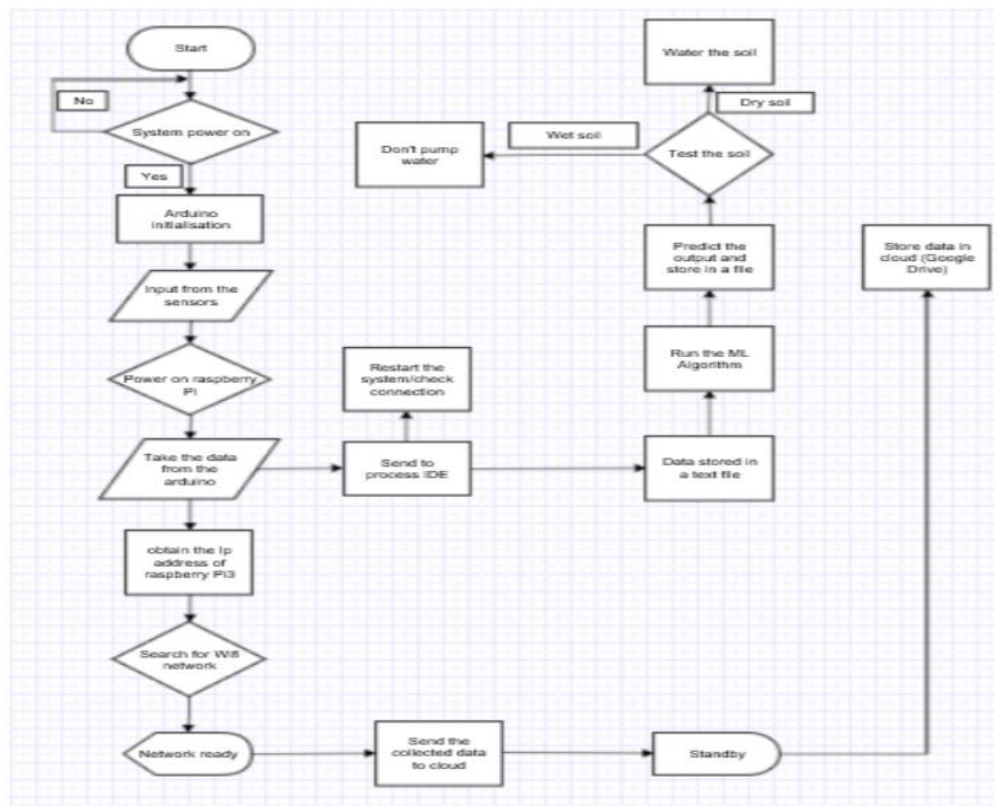 Start
No
System power on
Yes
Arduino
Initialisation
Input from the
sensors
Power on raspberry
Pi
Take the data
from the
arduino
obtain the Ip
address of
raspberry Pi3
Search for Wifi
network
Network ready
Send the
collected data
to cloud
Standby
Store data in
cloud (Google
Drive)
Restart the
system/check
connection
Send to
process IDE
Data stored in
a text file
Run the ML
Algorithm
Predict the
output and
store in a file
Test the soil
Wet soil
Don't pump
water
Dry soil
Water the soil